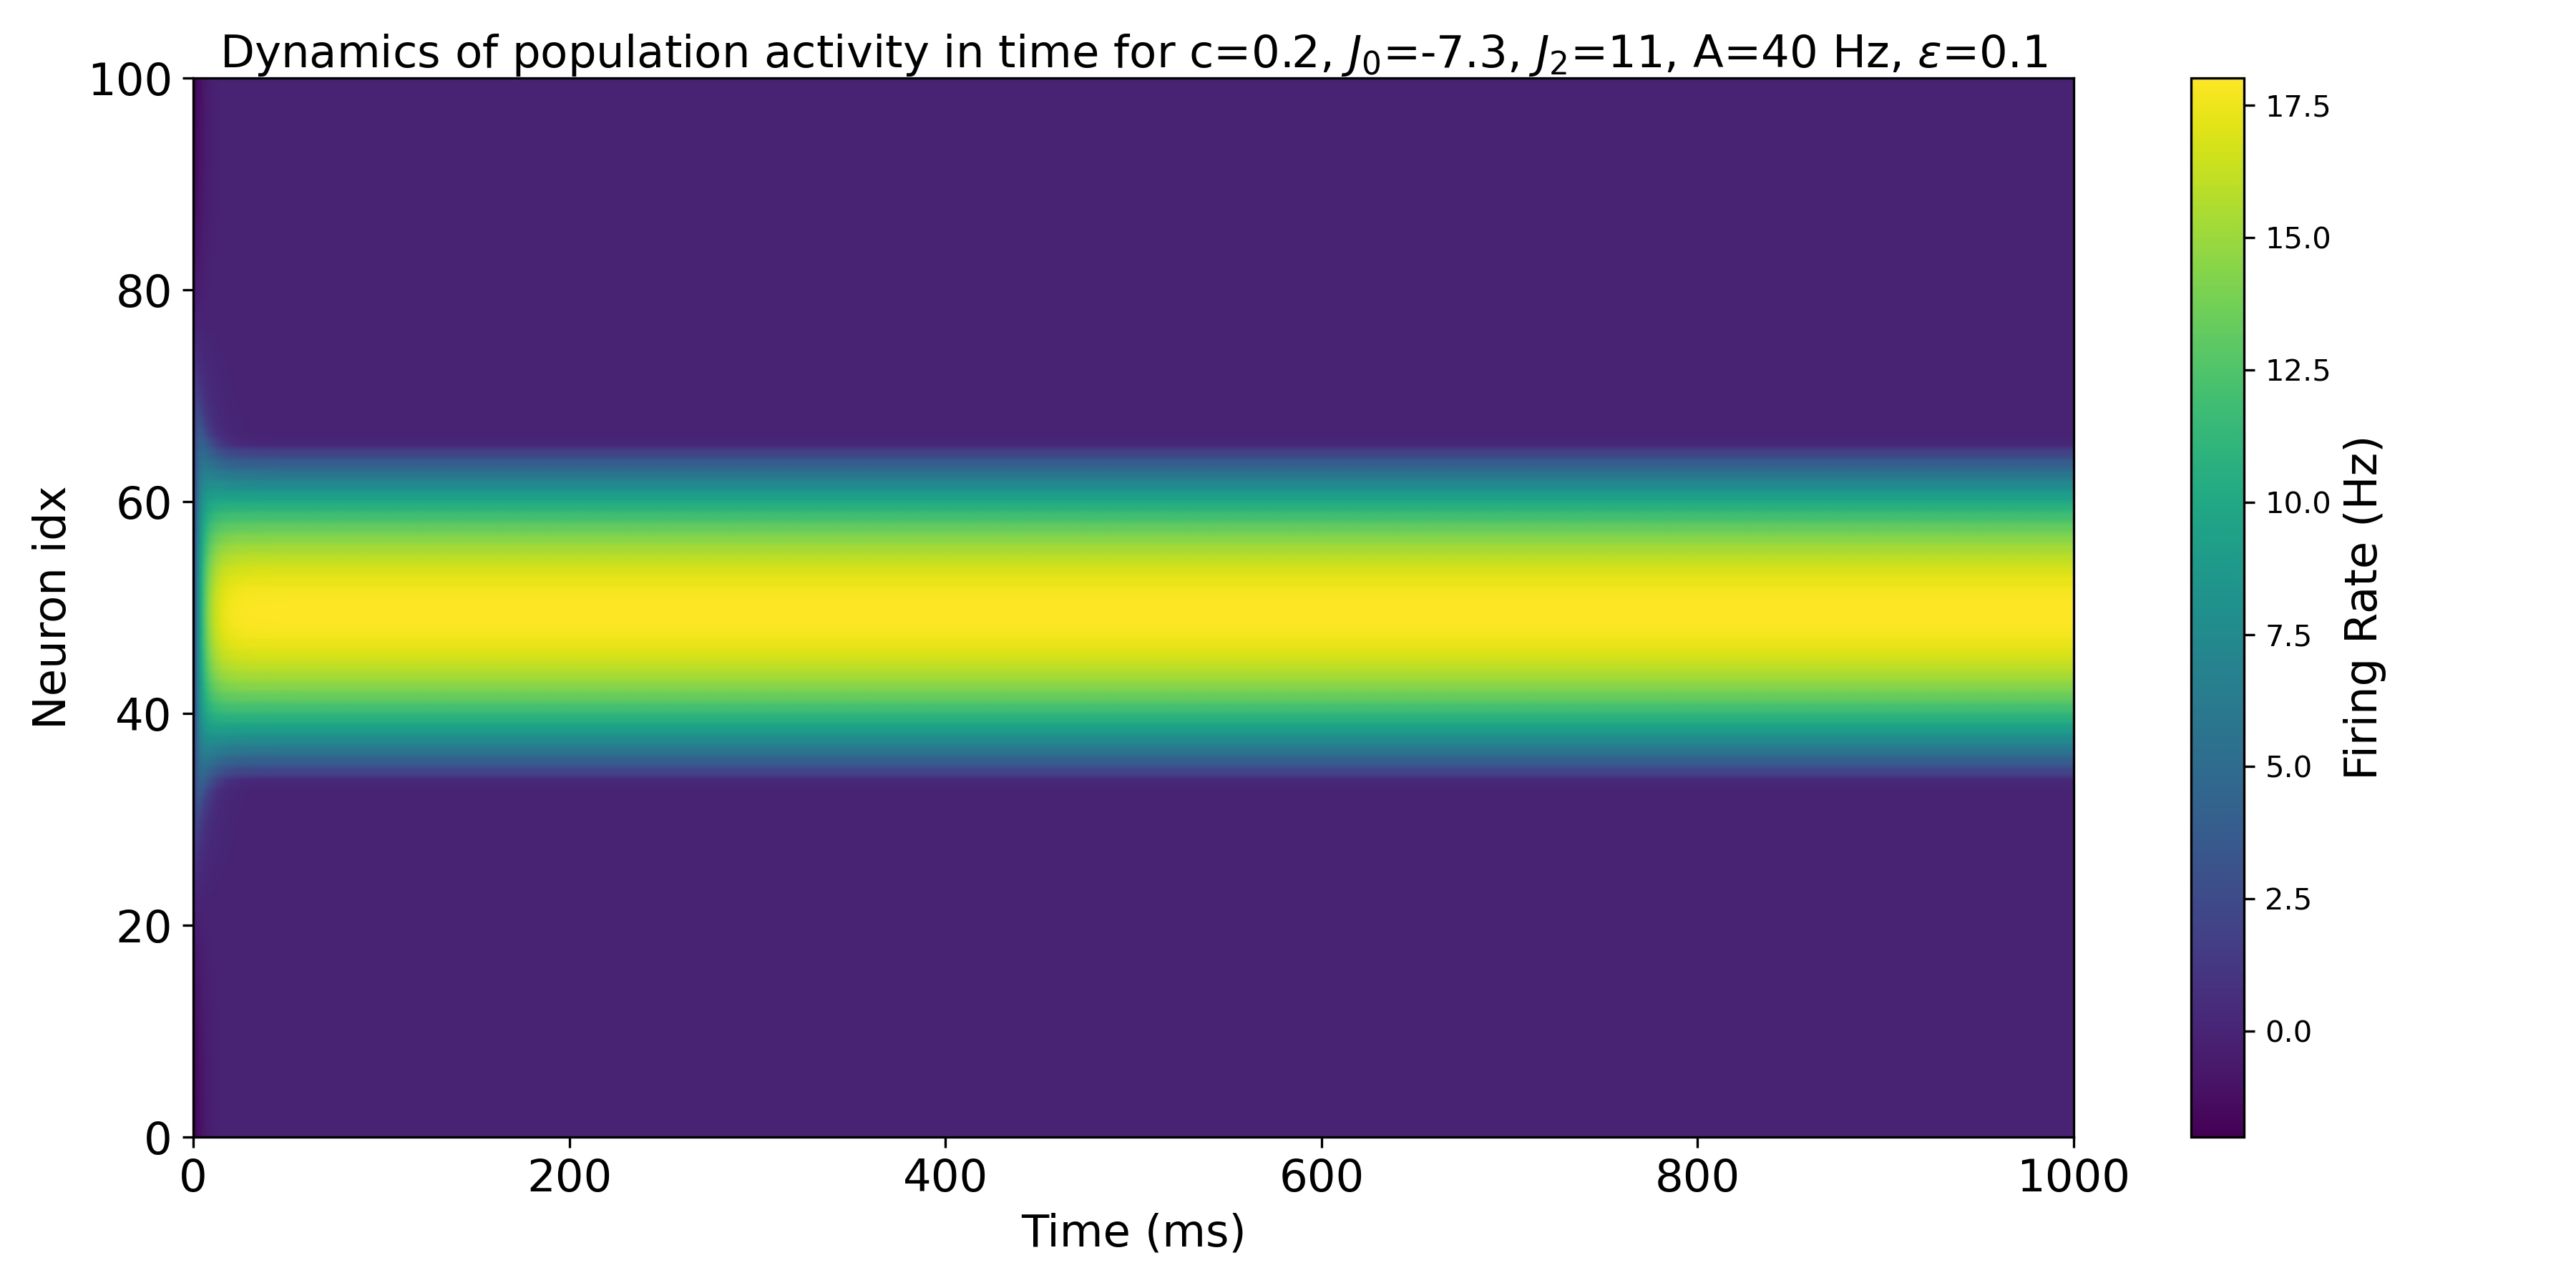 Dynamics of population activity in time for c=0.2, J₀=-7.3, J₂=11, A=40 Hz, ε=0.1
100
80
60
40
20
0
Neuron idx
0 200 400 600 800 1000
Time (ms)
17.5
15.0
12.5
10.0
7.5
5.0
2.5
0.0
Firing Rate (Hz)